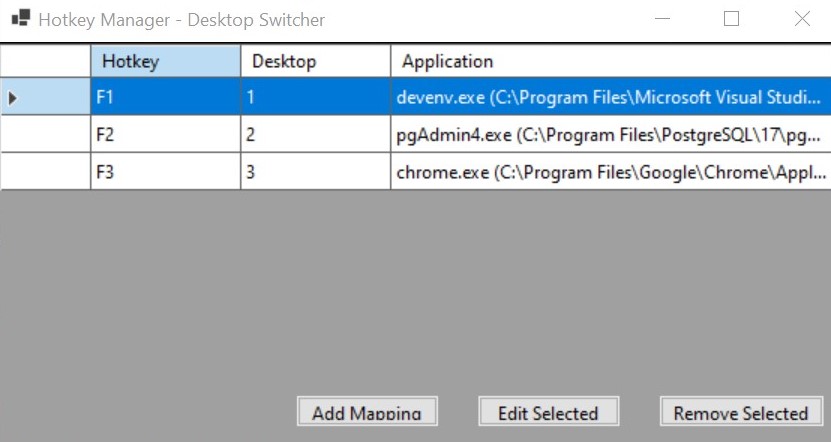 Hotkey Manager - Desktop Switcher
Hotkey Desktop Application
F1 1 devenv.exe (C:\Program Files\Microsoft Visual Studi...
F2 2 pgAdmin4.exe (C:\Program Files\PostgreSQL\17\pg...
F3 3 chrome.exe (C:\Program Files\Google\Chrome\Appl...
Add Mapping Edit Selected Remove Selected